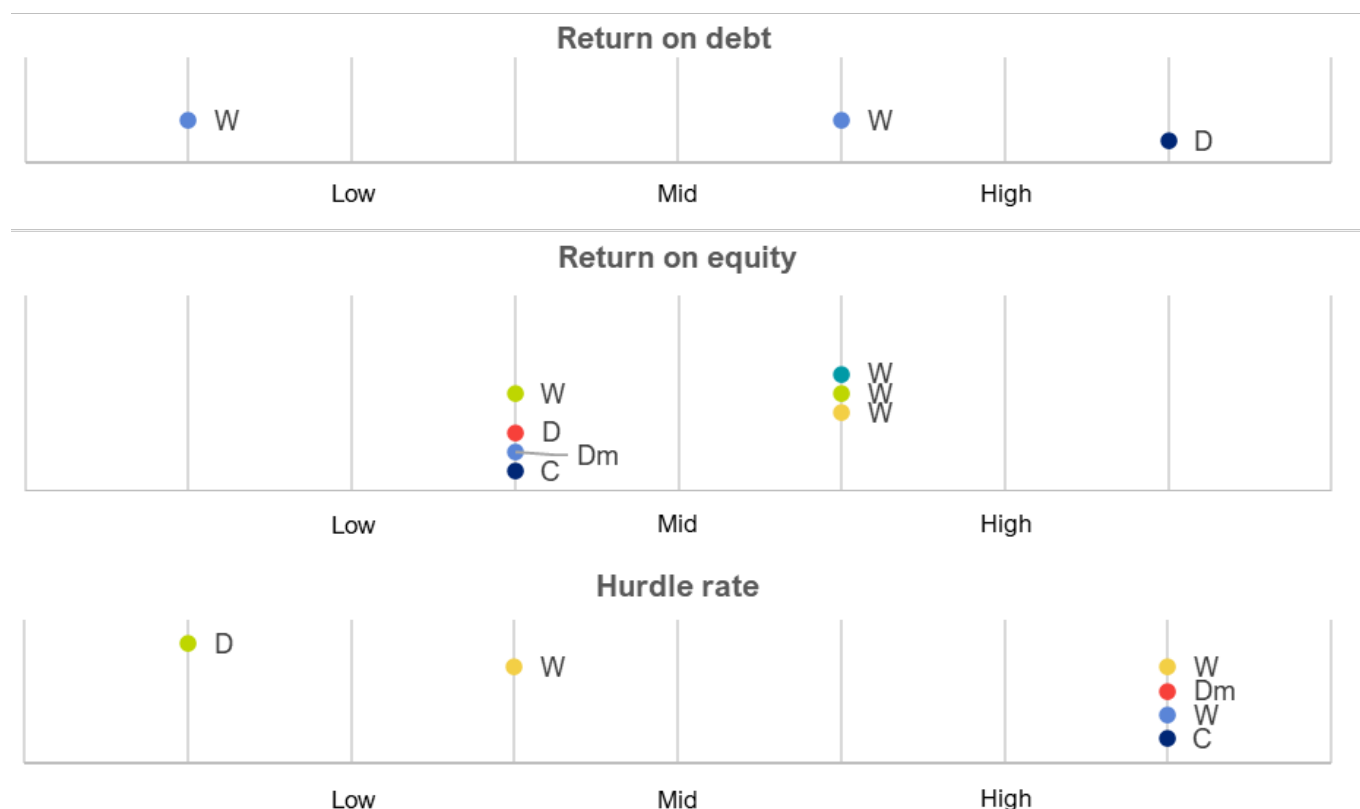 Return on debt
W W
D
Low Mid High
Return on equity
W
W W
W
D
Dm
C
Low Mid High
Hurdle rate
D
W W
Dm
W
C
Low Mid High